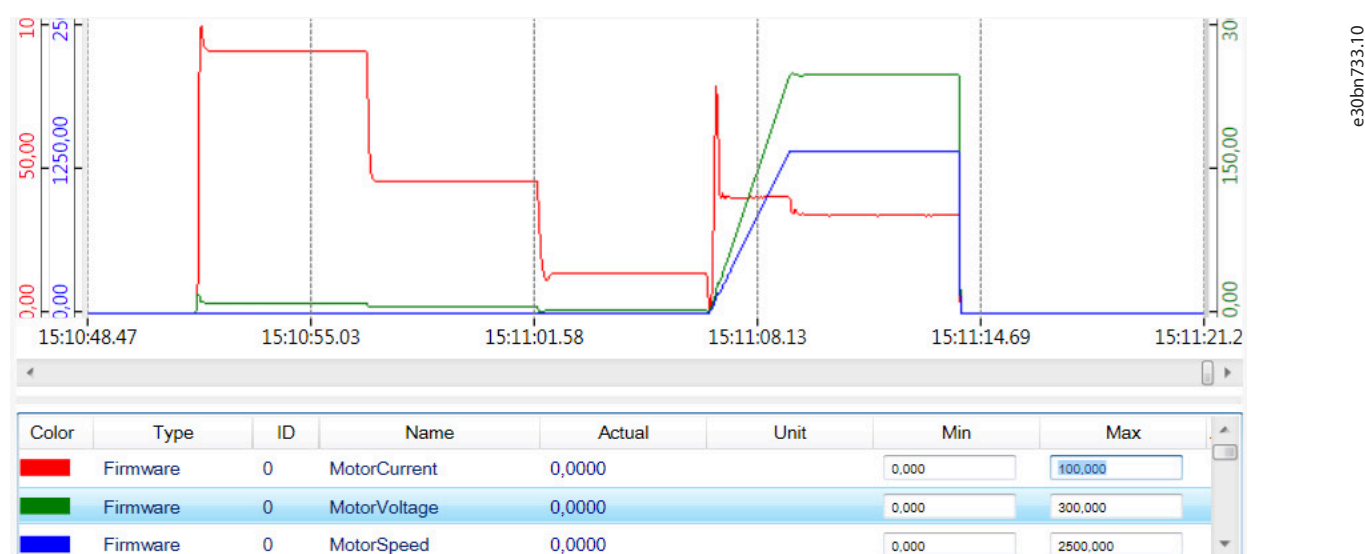 10
25
30
50,00
1250,00
150,00
0,00
0,00
0,00
15:10:48.47 15:10:55.03 15:11:01.58 15:11:08.13 15:11:14.69 15:11:21.2
Color Type ID Name Actual Unit Min Max
Firmware 0 MotorCurrent 0,0000 0,000 100,000
Firmware 0 MotorVoltage 0,0000 0,000 300,000
Firmware 0 MotorSpeed 0,0000 0,000 2500,000
e30bn733.10